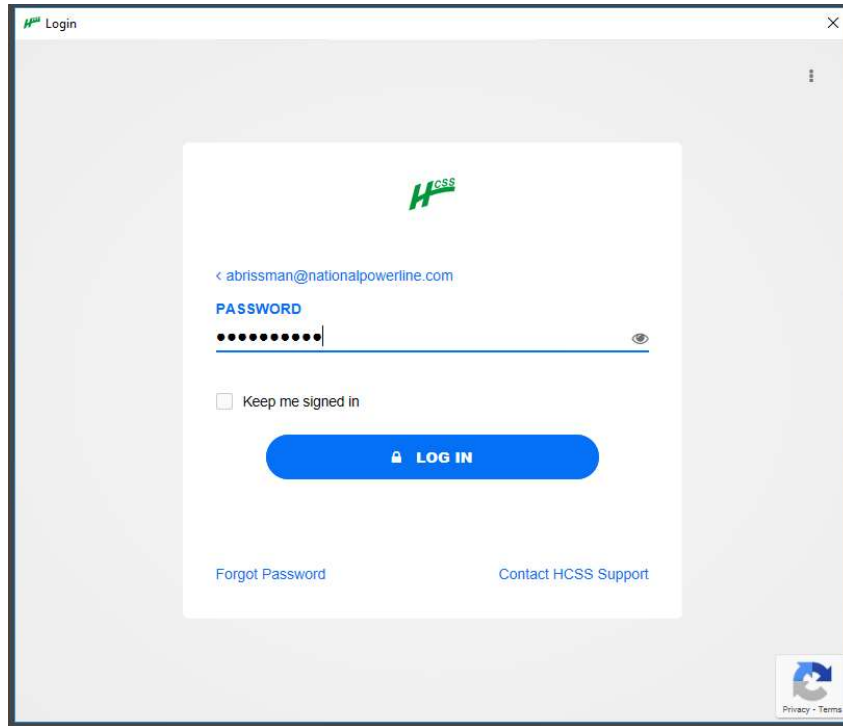 HCSS Login
HCSS
< abrissman@nationalpowerline.com
PASSWORD
••••••••••
Keep me signed in
LOG IN
Forgot Password
Contact HCSS Support
Privacy - Terms